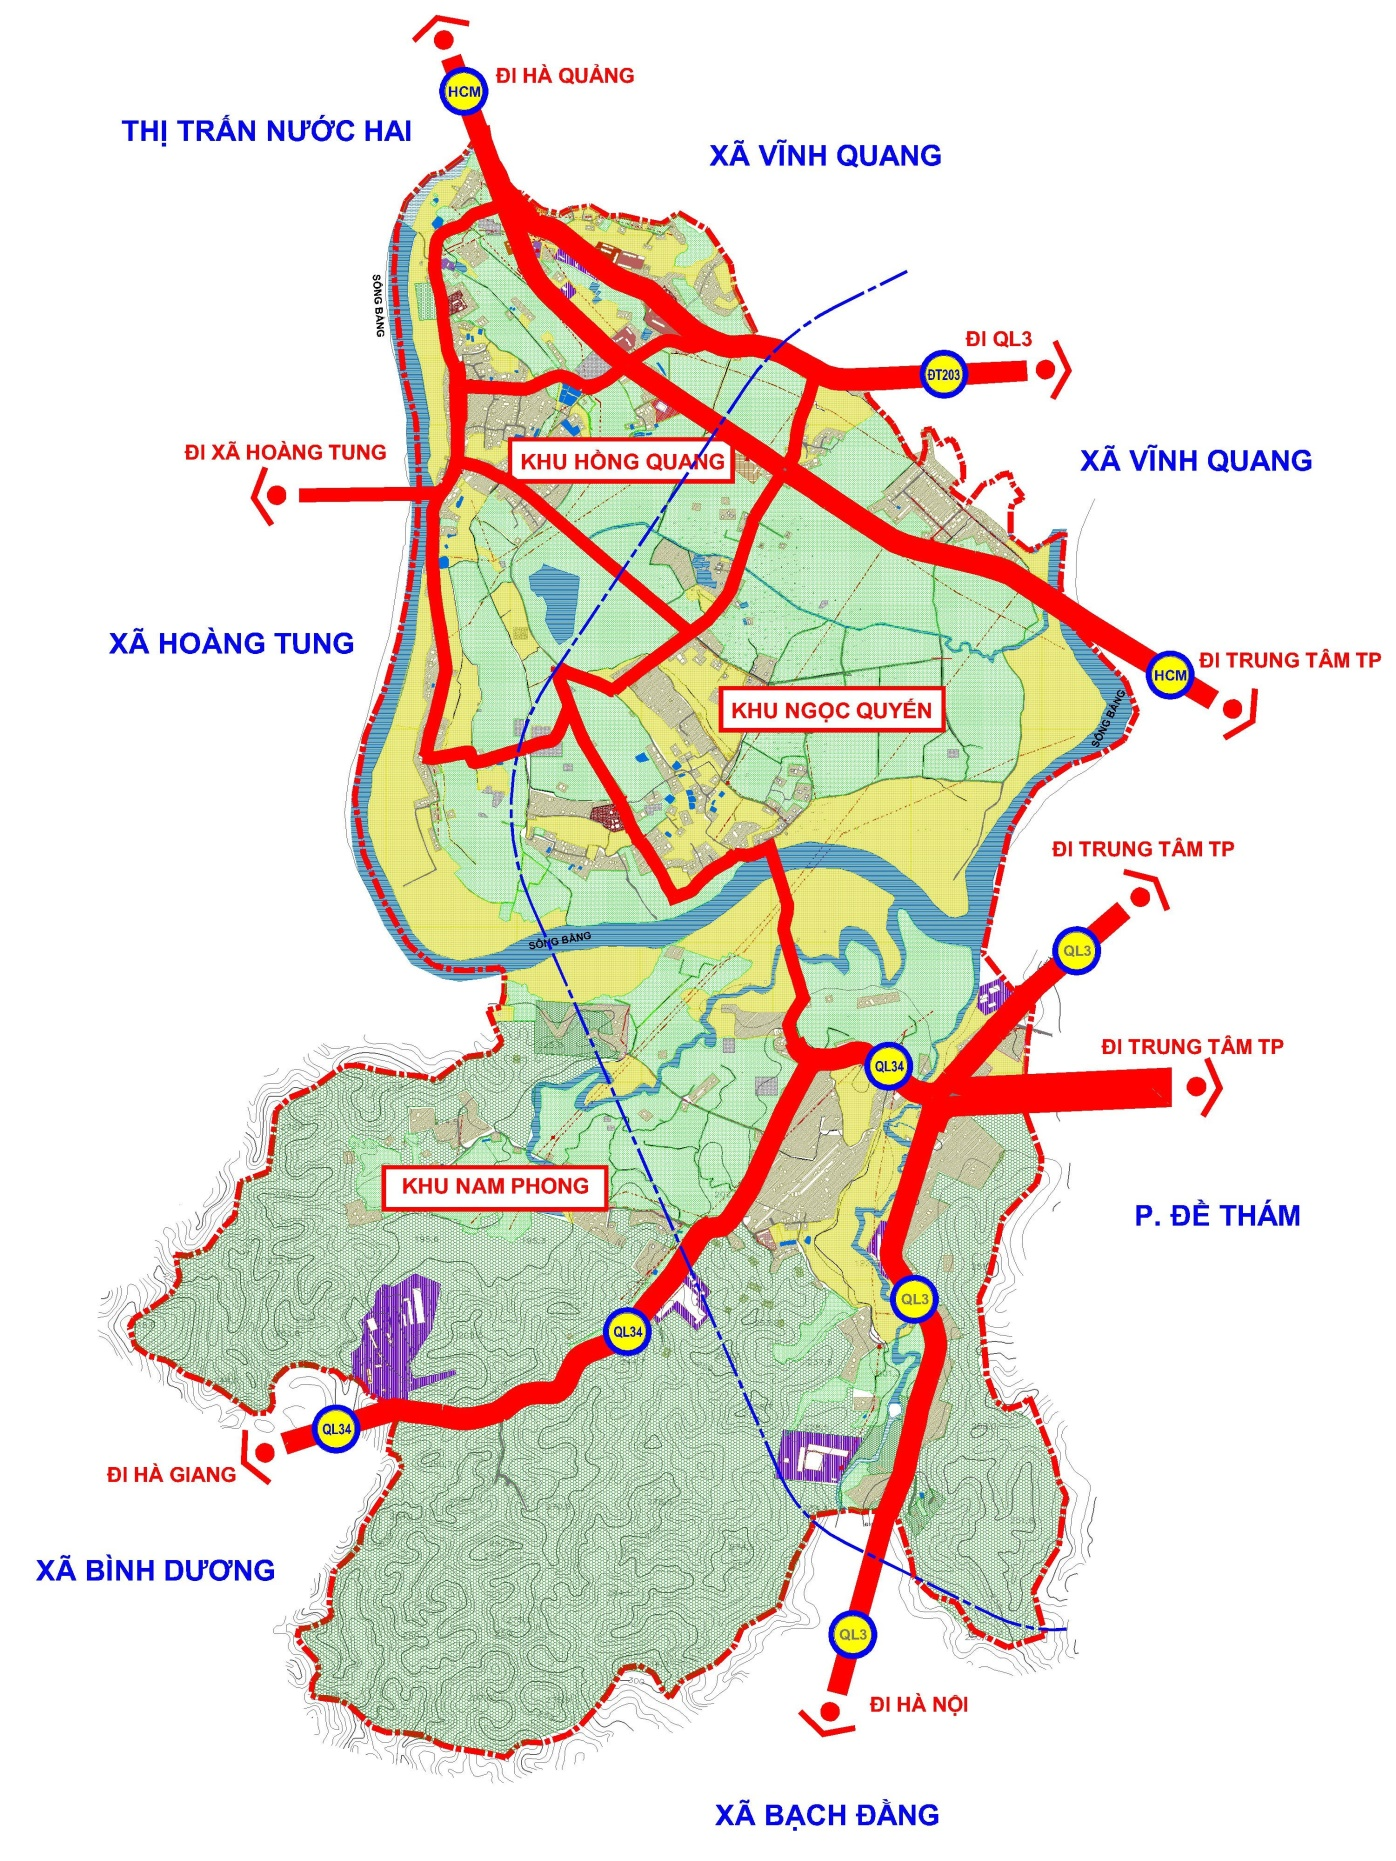 ĐI HÀ QUẢNG
HCM
THỊ TRẤN NƯỚC HAI
XÃ VĨNH QUANG
SÔNG BẰNG
ĐI QL3
ĐT203
ĐI XÃ HOÀNG TUNG
KHU HỒNG QUANG
XÃ VĨNH QUANG
XÃ HOÀNG TUNG
ĐI TRUNG TÂM TP
HCM
KHU NGỌC QUYẾN
SÔNG BẰNG
ĐI TRUNG TÂM TP
SÔNG BẰNG
QL3
ĐI TRUNG TÂM TP
QL34
KHU NAM PHONG
P. ĐỀ THÁM
QL3
QL34
QL34
ĐI HÀ GIANG
XÃ BÌNH DƯƠNG
QL3
ĐI HÀ NỘI
XÃ BẠCH ĐẰNG